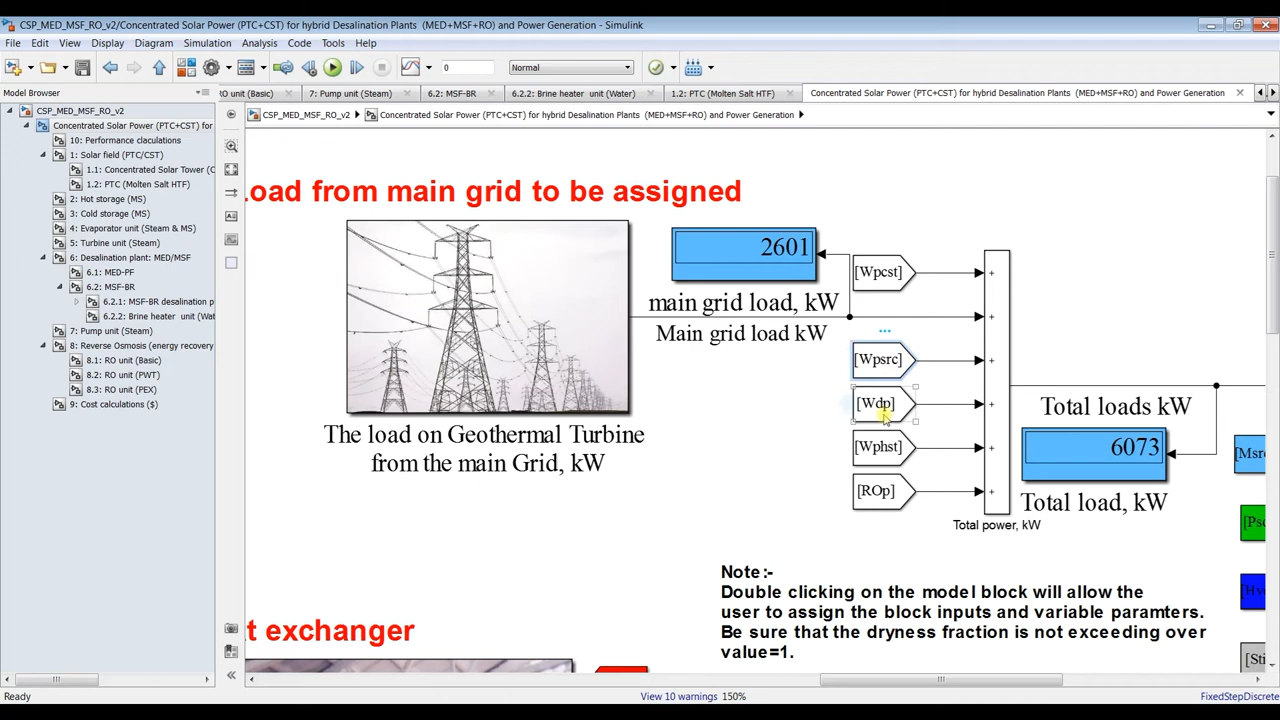 CSP_MED_MSF_RO_v2/Concentrated Solar Power (PTC+CST) for hybrid Desalination Plants  (MED+MSF+RO) and Power Generation - Simulink
File Edit View Display Diagram Simulation Analysis Code Tools Help
0
Normal
Model Browser
RO unit (Basic)
7: Pump unit (Steam)
6.2: MSF-BR
6.2.2: Brine heater  unit (Water)
1.2: PTC (Molten Salt HTF)
Concentrated Solar Power (PTC+CST) for hybrid Desalination Plants  (MED+MSF+RO) and Power Generation
CSP_MED_MSF_RO_v2
Concentrated Solar Power (PTC+CST) for hybrid Desalination Plants  (MED+MSF+RO) and Power Generation
CSP_MED_MSF_RO_v2
Concentrated Solar Power (PTC+CST) for
10: Performance claculations
1: Solar field (PTC/CST)
1.1: Concentrated Solar Tower (C
1.2: PTC (Molten Salt HTF)
2: Hot storage (MS)
3: Cold storage (MS)
4: Evaporator unit (Steam & MS)
5: Turbine unit (Steam)
6: Desalination plant: MED/MSF
6.1: MED-PF
6.2: MSF-BR
6.2.1: MSF-BR desalination p
6.2.2: Brine heater  unit (Wat
7: Pump unit (Steam)
8: Reverse Osmosis (energy recovery
8.1: RO unit (Basic)
8.2: RO unit (PWT)
8.3: RO unit (PEX)
9: Cost calculations ($)
Load from main grid to be assigned
2601
main grid load, kW
Main grid load kW
The load on Geothermal Turbine
from the main Grid, kW
[Wpcst]
[Wpsrc]
[Wdp]
[Wphst]
[ROp]
Total power, kW
Total loads kW
6073
Total load, kW
[Msr
[Ps
[Hv
[Sti
Note :-
Double clicking on the model block will allow the
user to assign the block inputs and variable paramters.
Be sure that the dryness fraction is not exceeding over
value=1.
t exchanger
Ready
View 10 warnings
150%
FixedStepDiscrete